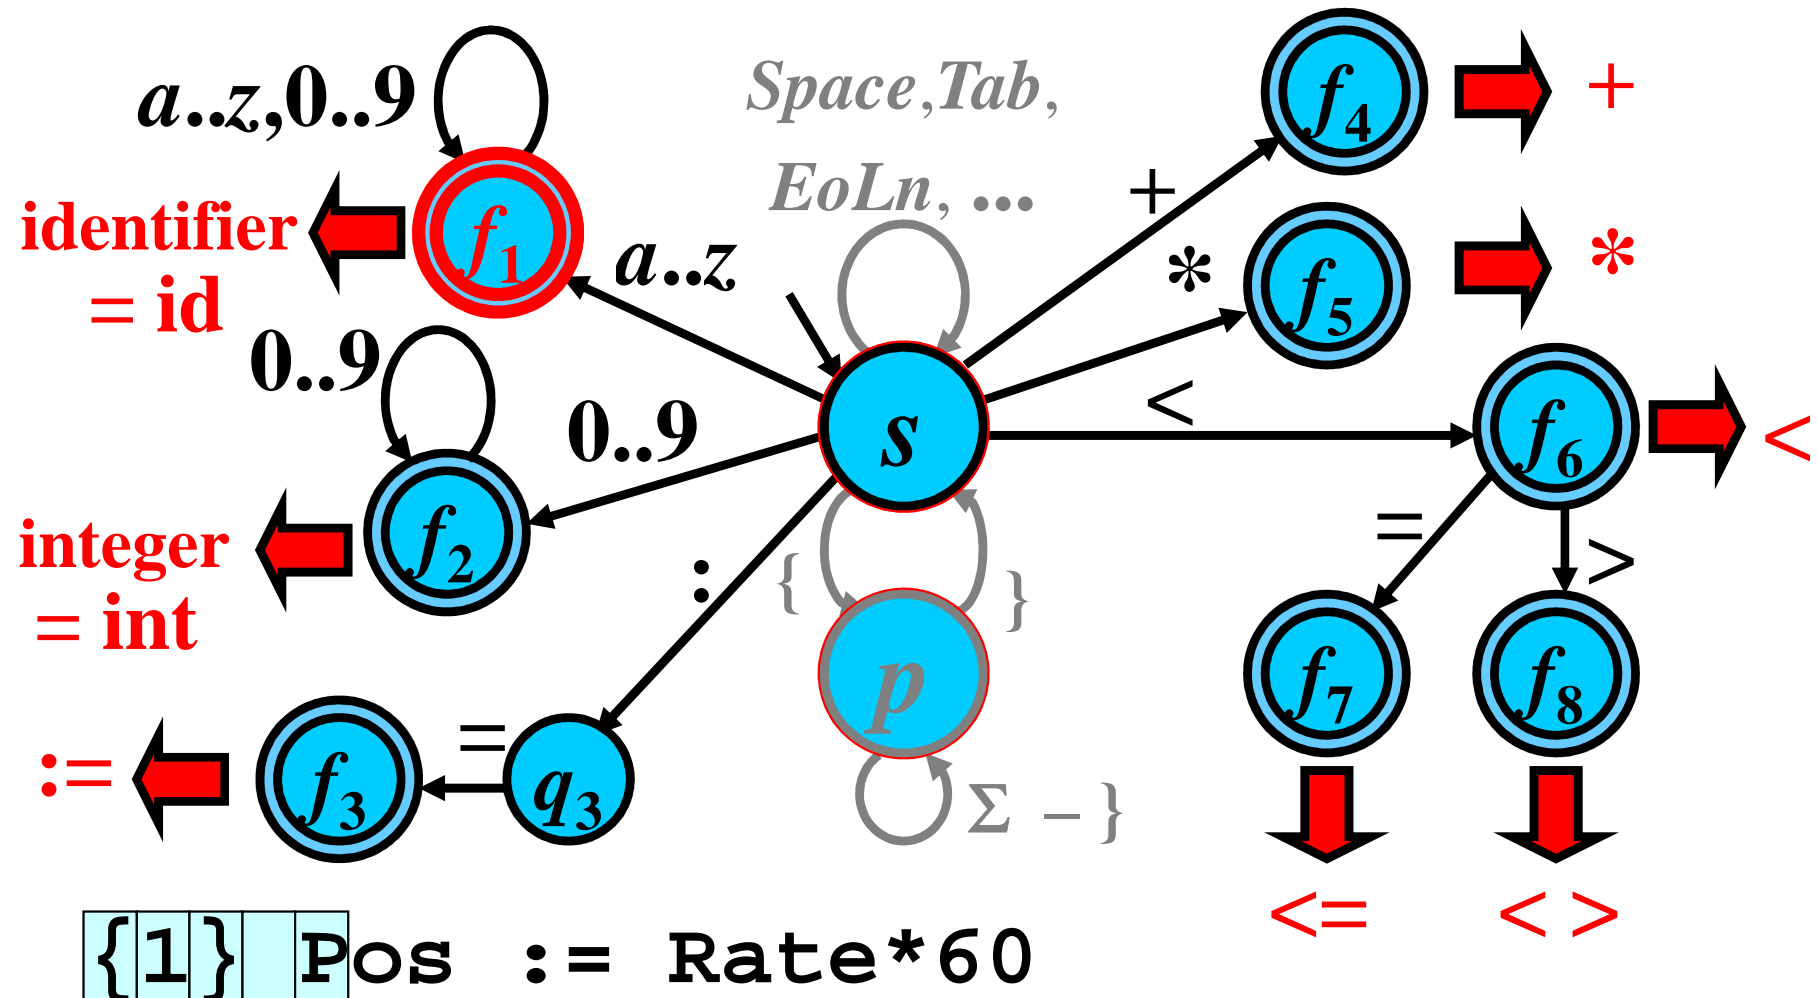 a..z,0..9
Space,Tab,
EoLn, ...
f4
+
+
identifier
= id
f1
a..z
*
f5
*
0..9
0..9
s
<
f6
<
integer
= int
f2
:
{
}
=
>
p
f7
f8
:=
f3
=
q3
Σ – }
<=
< >
{1} Pos := Rate*60